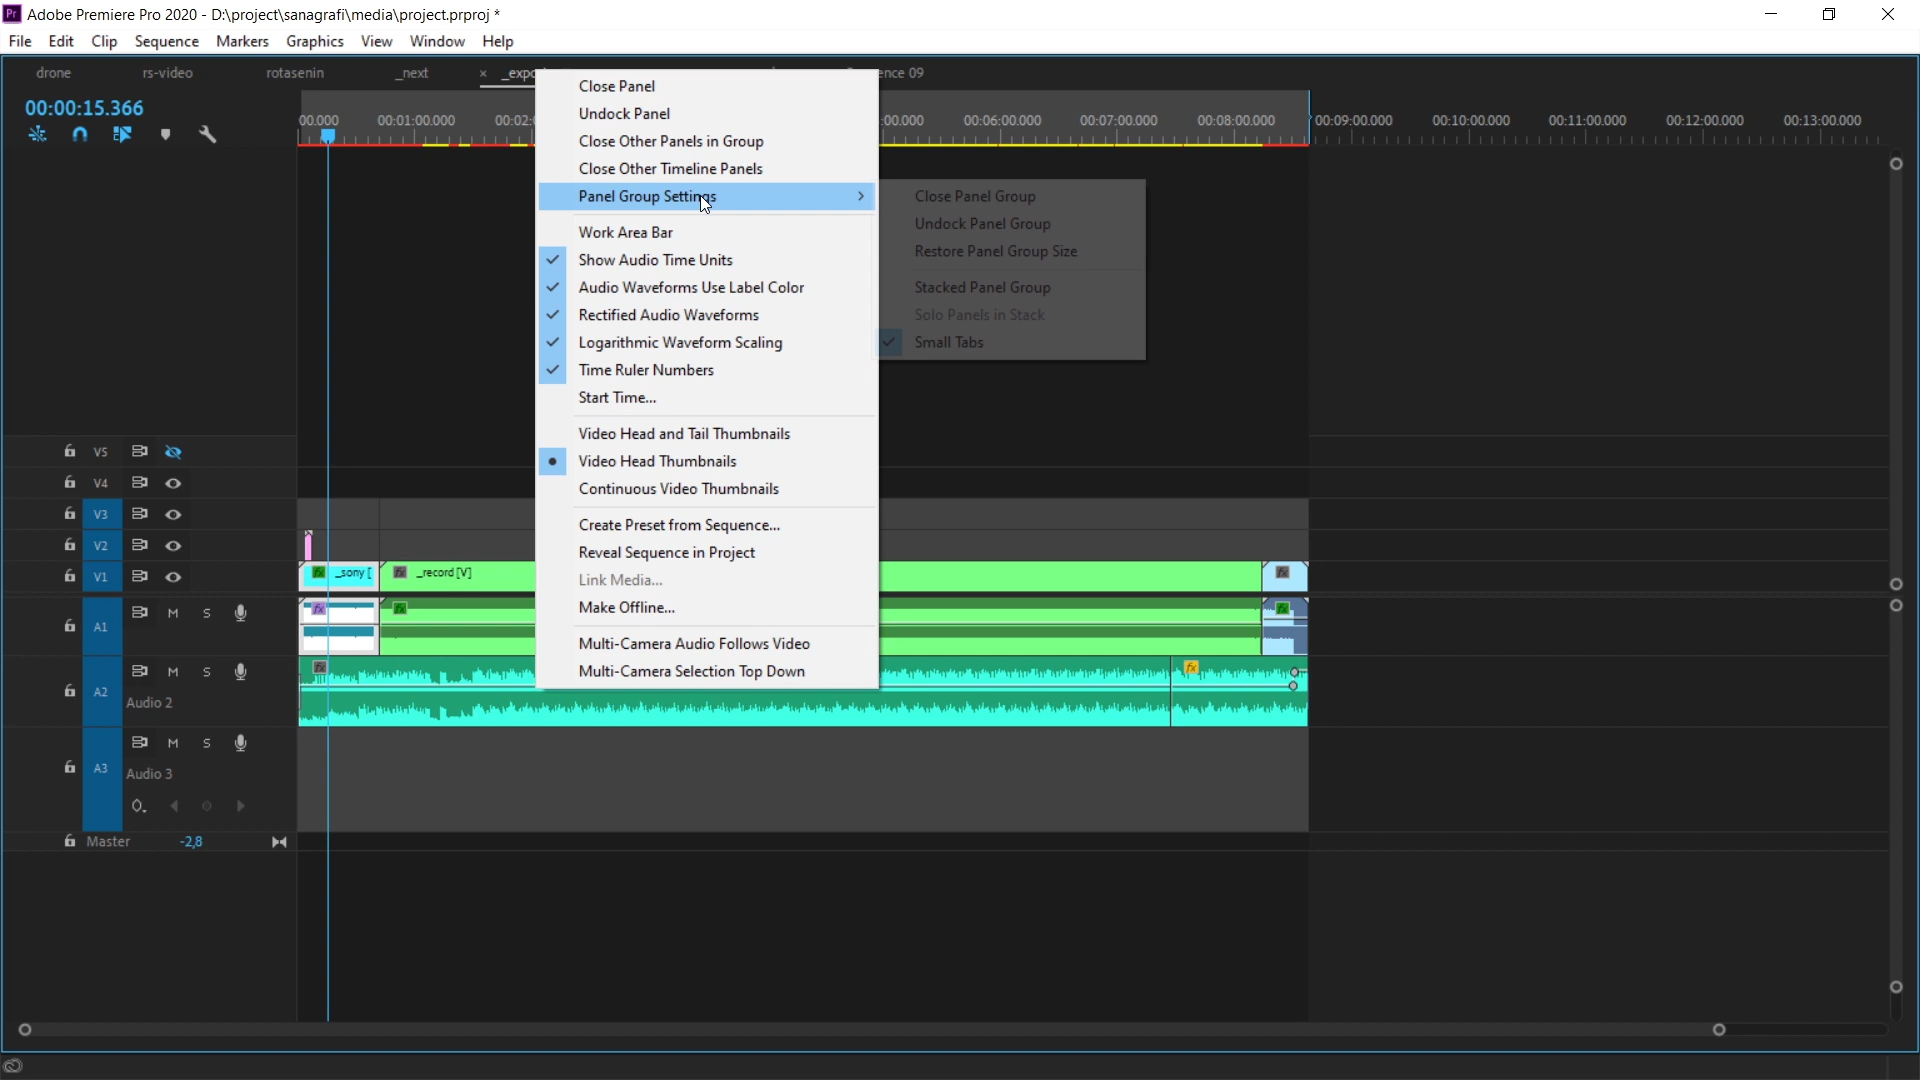 Pr Adobe Premiere Pro 2020 - D:\project\sanagrafi\media\project.prproj *
File Edit Clip Sequence Markers Graphics View Window Help
drone rs-video rotasenin _next × ence 09
00:00:15.366
00.000 00:01:00.000 00:02: :00.000 00:06:00.000 00:07:00.000 00:08:00.000 00:09:00.000 00:10:00.000 00:11:00.000 00:12:00.000 00:13:00.000
Close Panel
Undock Panel
Close Other Panels in Group
Close Other Timeline Panels
Panel Group Settings
Work Area Bar
Show Audio Time Units
Audio Waveforms Use Label Color
Rectified Audio Waveforms
Logarithmic Waveform Scaling
Time Ruler Numbers
Start Time...
Video Head and Tail Thumbnails
Video Head Thumbnails
Continuous Video Thumbnails
Create Preset from Sequence...
Reveal Sequence in Project
Link Media...
Make Offline...
Multi-Camera Audio Follows Video
Multi-Camera Selection Top Down
Close Panel Group
Undock Panel Group
Restore Panel Group Size
Stacked Panel Group
Solo Panels in Stack
Small Tabs
V5
V4
V3
V2
V1 fx _sony [ fx _record [V] fx
A1 M S fx fx fx
A2 M S fx fx
Audio 2
A3 M S
Audio 3
Master -2,8